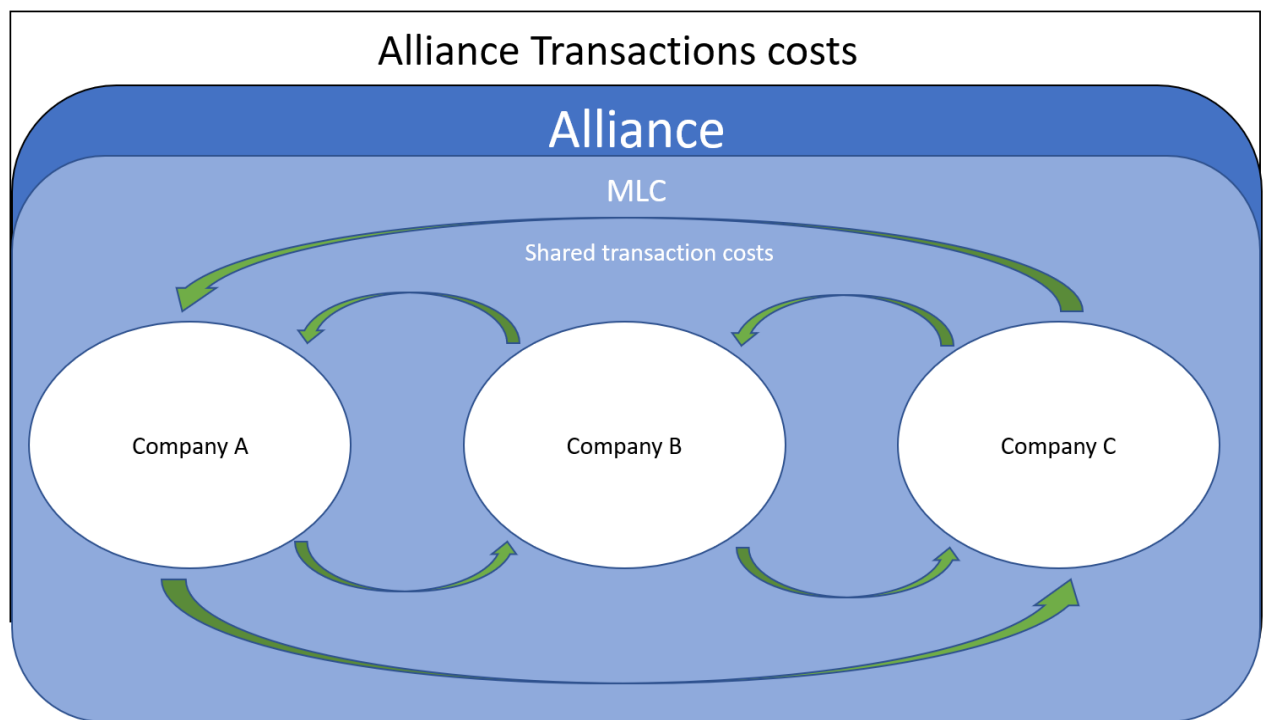 Alliance Transactions costs
Alliance
MLC
Shared transaction costs
Company A
Company B
Company C